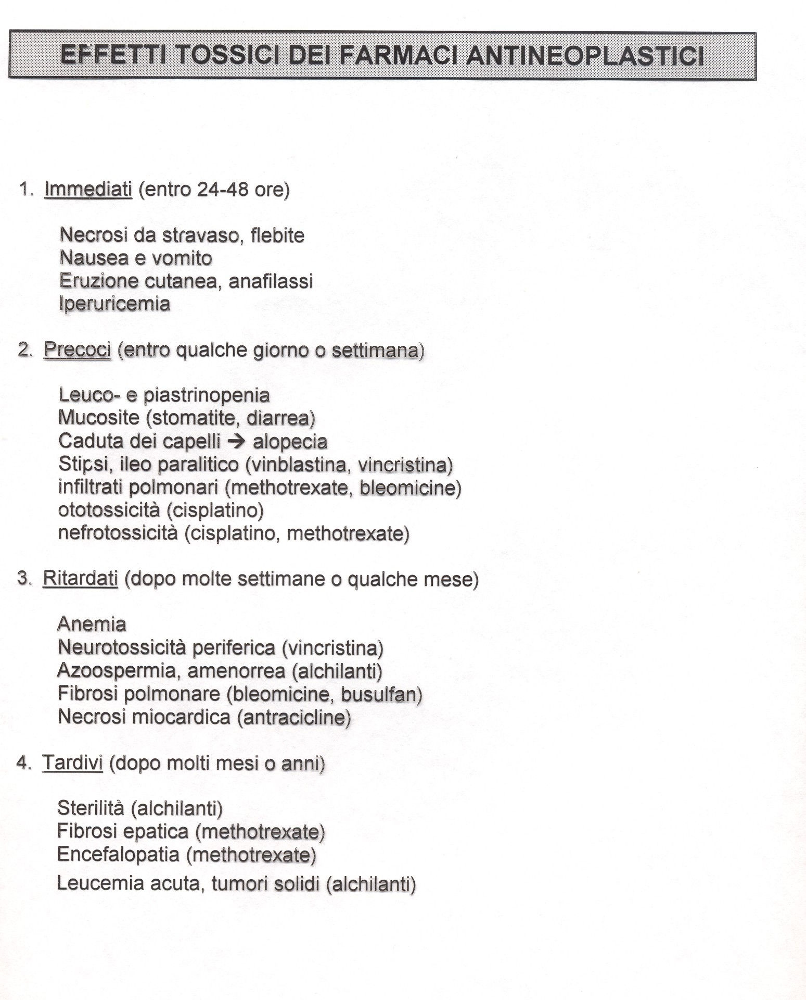 EFFETTI TOSSICI DEI FARMACI ANTINEOPLASTICI
1. Immediati (entro 24-48 ore)
Necrosi da stravaso, flebite
Nausea e vomito
Eruzione cutanea, anafilassi
Iperuricemia
2. Precoci (entro qualche giorno o settimana)
Leuco- e piastrinopenia
Mucosite (stomatite, diarrea)
Caduta dei capelli → alopecia
Stipsi, ileo paralitico (vinblastina, vincristina)
infiltrati polmonari (methotrexate, bleomicine)
ototossicità (cisplatino)
nefrotossicità (cisplatino, methotrexate)
3. Ritardati (dopo molte settimane o qualche mese)
Anemia
Neurotossicità periferica (vincristina)
Azoospermia, amenorrea (alchilanti)
Fibrosi polmonare (bleomicine, busulfan)
Necrosi miocardica (antracicline)
4. Tardivi (dopo molti mesi o anni)
Sterilità (alchilanti)
Fibrosi epatica (methotrexate)
Encefalopatia (methotrexate)
Leucemia acuta, tumori solidi (alchilanti)